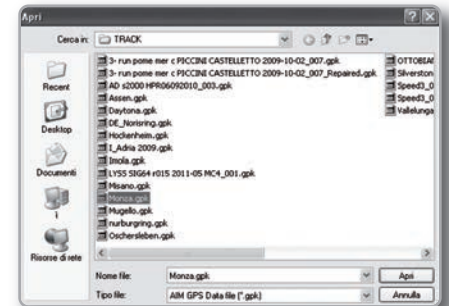 Apri
Cerca in:
TRACK
3- run pome mer c PICCINI CASTELLETTO 2009-10-02_007.gpk
3- run pome mer c PICCINI CASTELLETTO 2009-10-02_007_Repaired.gpk
AD s2000 HPR06092010_003.gpk
Assen.gpk
Daytona.gpk
DE_Norisring.gpk
Hockenheim.gpk
I_Adria 2009.gpk
Imola.gpk
LYSS SIG64 r015 2011-05 MC4_001.gpk
Misano.gpk
Monza.gpk
Mugello.gpk
nurburgring.gpk
Oschersleben.gpk
OTTOBIA
Silverston
Speed3_0
Speed3_0
Vallelunga
Recent
Desktop
Documenti
Risorse di rete
Nome file:
Monza.gpk
Apri
Tipo file:
AIM GPS Data file (*.gpk)
Annulla